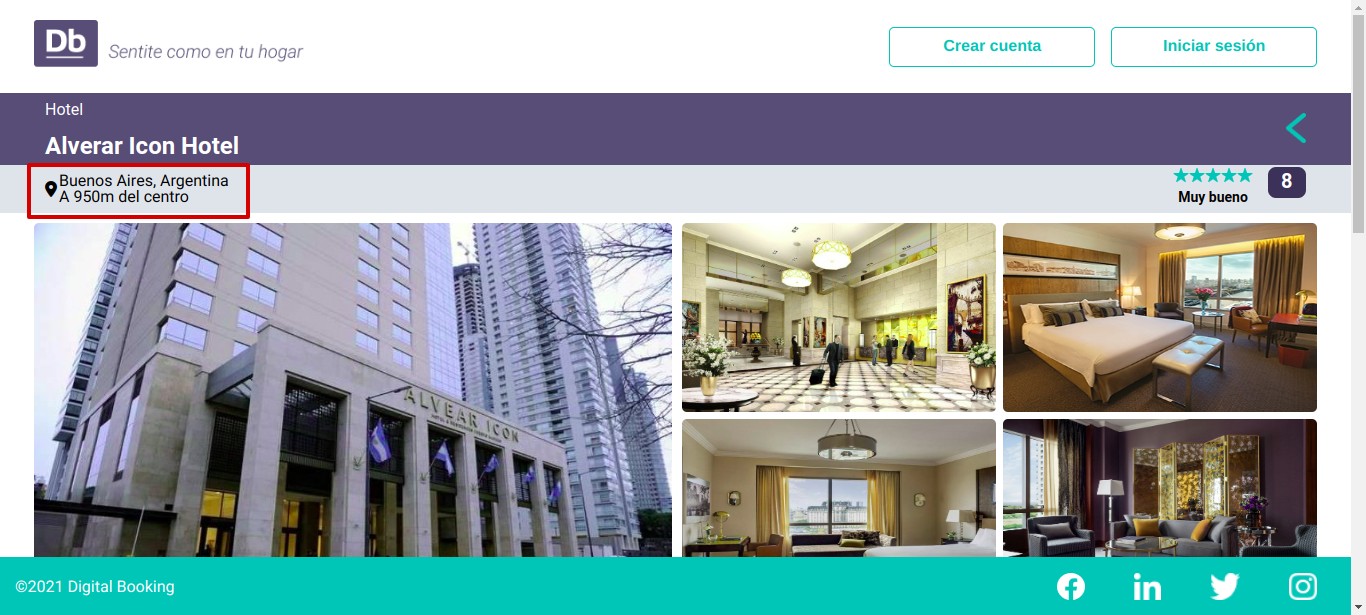 Db
Sentite como en tu hogar
Crear cuenta
Iniciar sesión
Hotel
Alverar Icon Hotel
Buenos Aires, Argentina
A 950m del centro
Muy bueno
8
ALVEAR ICON
©2021 Digital Booking